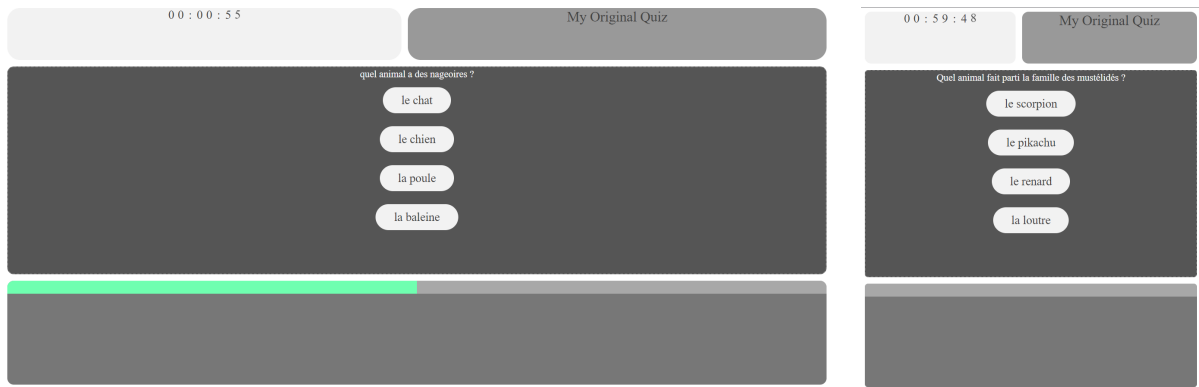 00:00:55
My Original Quiz
quel animal a des nageoires ?
le chat
le chien
la poule
la baleine
00:59:48
My Original Quiz
Quel animal fait parti la famille des mustélidés ?
le scorpion
le pikachu
le renard
la loutre